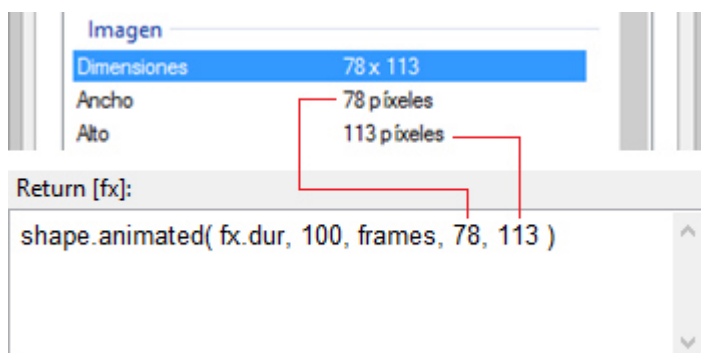 Imagen
Dimensiones 78 x 113
Ancho 78 píxeles
Alto 113 píxeles
Return [fx]:
shape.animated( fx.dur, 100, frames, 78, 113 )